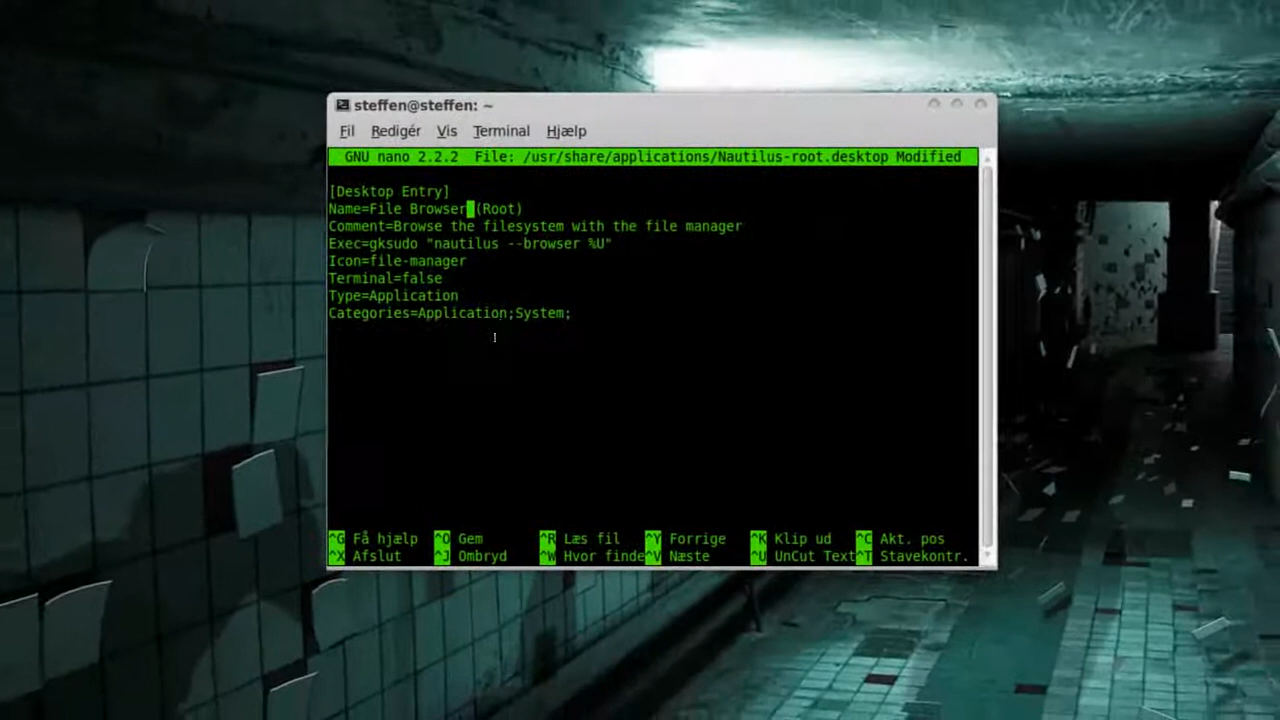 steffen@steffen: ~
Fil Redigér Vis Terminal Hjælp
GNU nano 2.2.2 File: /usr/share/applications/Nautilus-root.desktop Modified
[Desktop Entry]
Name=File Browser (Root)
Comment=Browse the filesystem with the file manager
Exec=gksudo "nautilus --browser %U"
Icon=file-manager
Terminal=false
Type=Application
Categories=Application;System;
^G Få hjælp ^O Gem ^R Læs fil ^Y Forrige ^K Klip ud ^C Akt. pos
^X Afslut ^J Ombryd ^W Hvor finde ^V Næste ^U UnCut Text ^T Stavekontr.